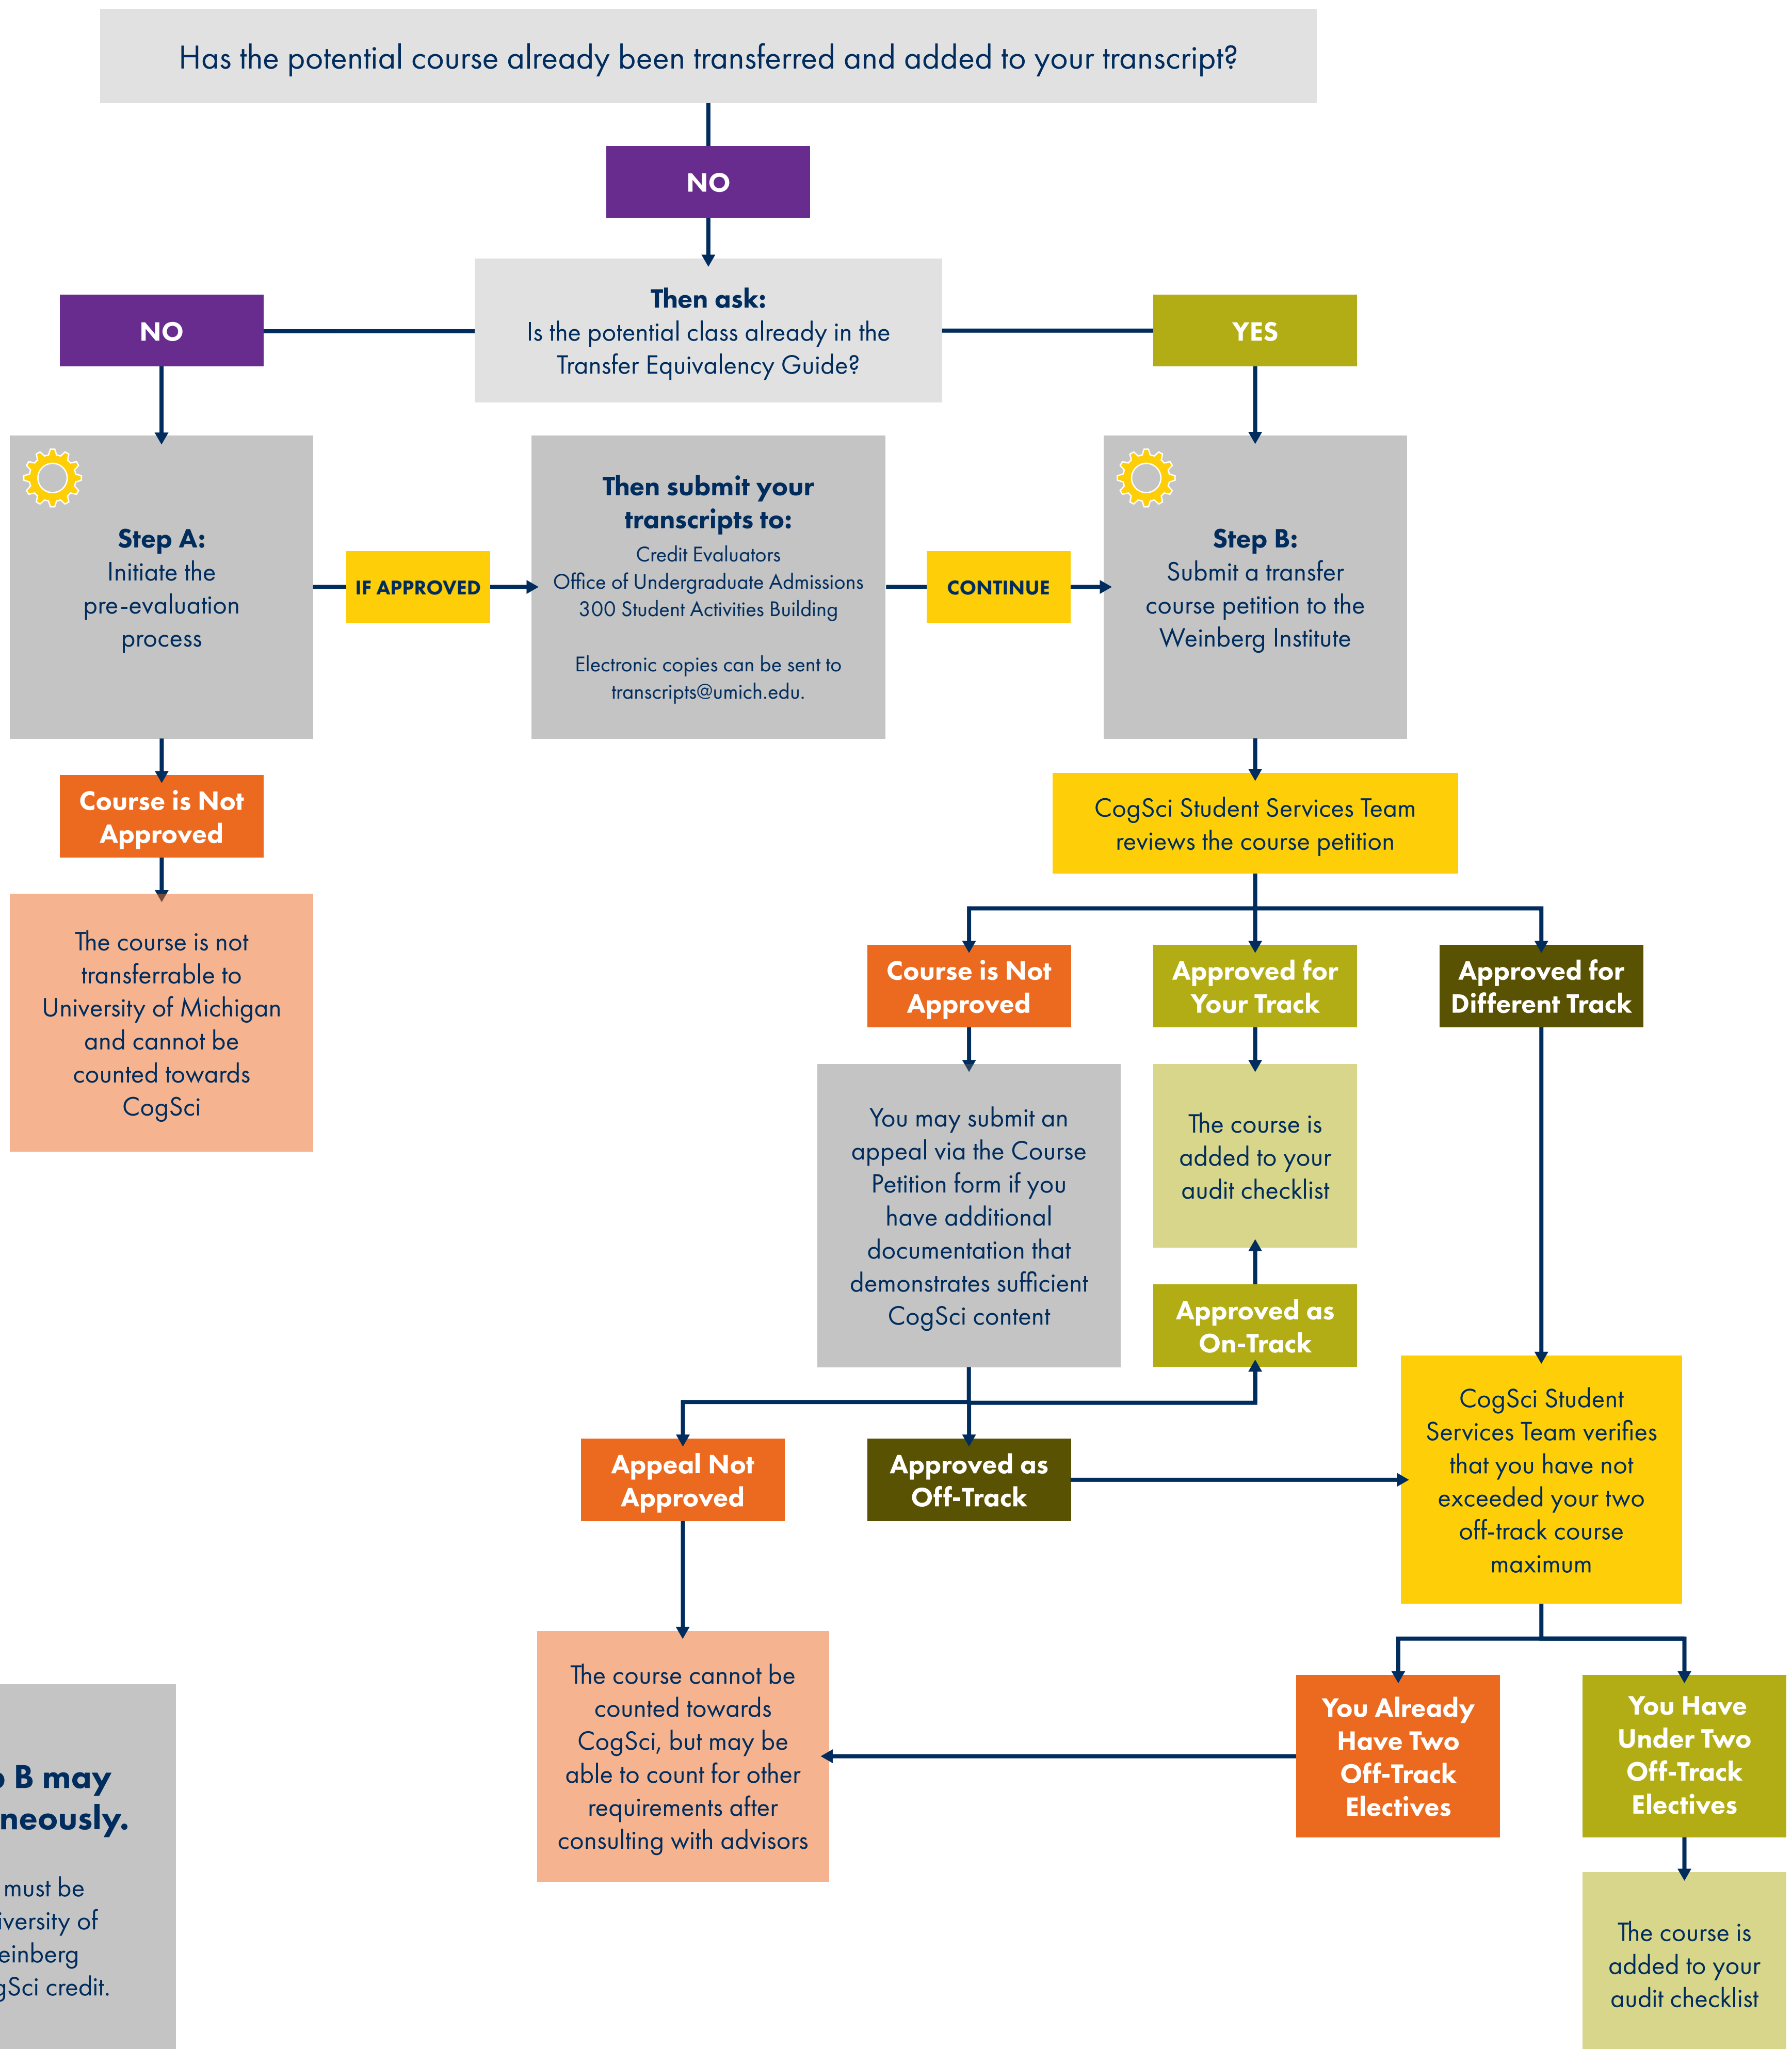 Has the potential course already been transferred and added to your transcript?
NO
Then ask:
Is the potential class already in the
Transfer Equivalency Guide?
NO
YES
Step A:
Initiate the
pre-evaluation
process
IF APPROVED
Then submit your
transcripts to:
Credit Evaluators
Office of Undergraduate Admissions
300 Student Activities Building
Electronic copies can be sent to
transcripts@umich.edu.
CONTINUE
Step B:
Submit a transfer
course petition to the
Weinberg Institute
Course is Not
Approved
The course is not
transferrable to
University of Michigan
and cannot be
counted towards
CogSci
CogSci Student Services Team
reviews the course petition
Course is Not
Approved
Approved for
Your Track
Approved for
Different Track
You may submit an
appeal via the Course
Petition form if you
have additional
documentation that
demonstrates sufficient
CogSci content
The course is
added to your
audit checklist
Approved as
On-Track
Appeal Not
Approved
Approved as
Off-Track
CogSci Student
Services Team verifies
that you have not
exceeded your two
off-track course
maximum
The course cannot be
counted towards
CogSci, but may be
able to count for other
requirements after
consulting with advisors
You Already
Have Two
Off-Track
Electives
You Have
Under Two
Off-Track
Electives
The course is
added to your
audit checklist
B may
must be
of
credit.